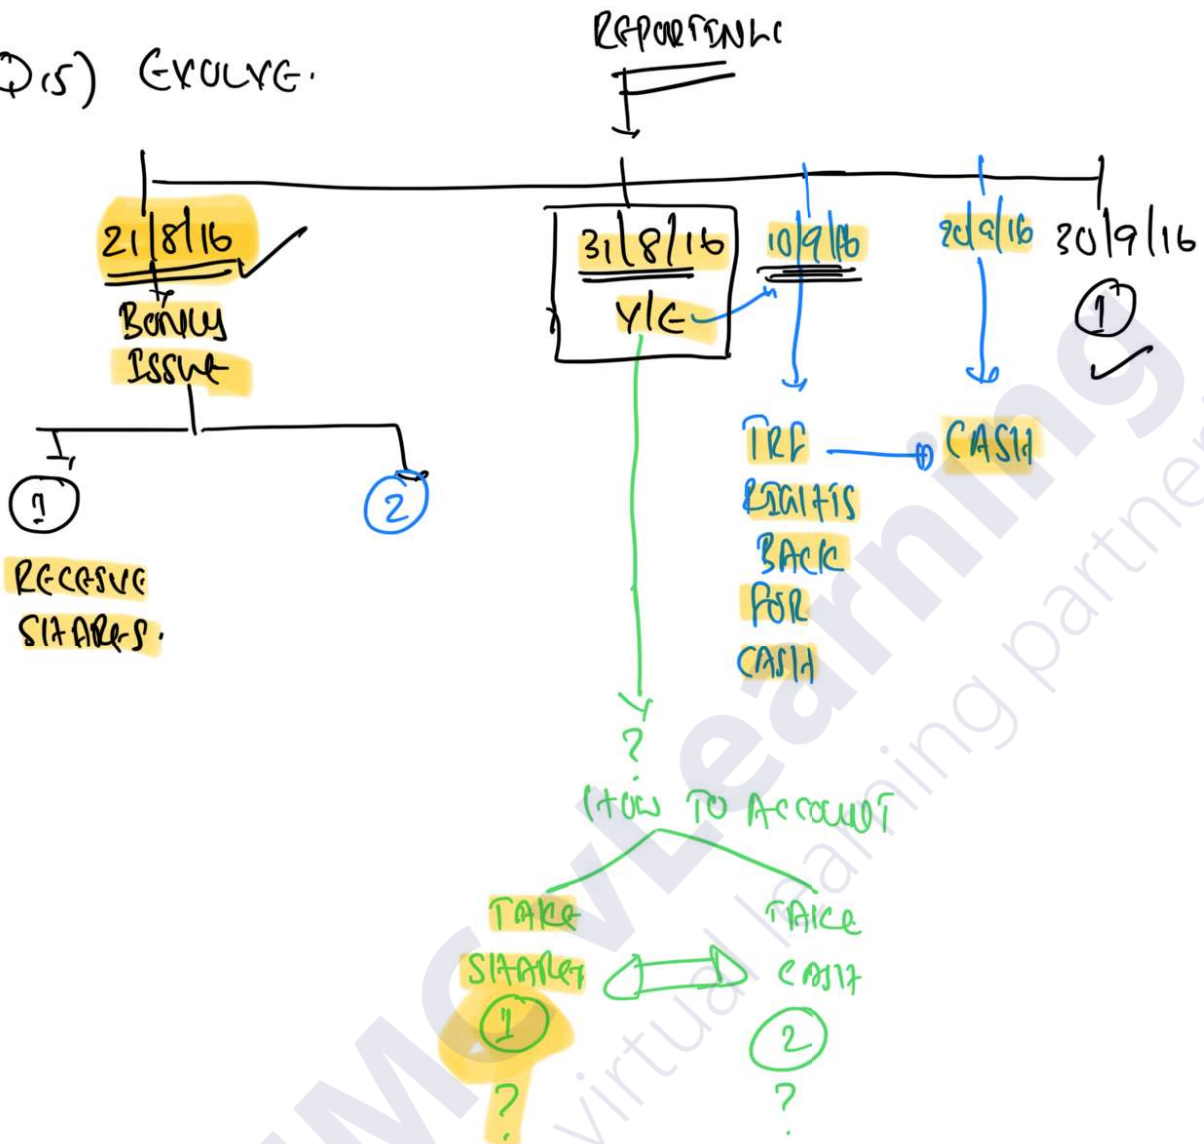 REPORTING
Q(5) EVOLVE.
21/8/16
31/8/16
10/9/16
20/9/16
30/9/16
BONUS
ISSUE
Y/E
1
1
2
RECEIVE
SHARES.
TRF
RIGHTS
BACK
FOR
CASH
CASH
?
HOW TO ACCOUNT
TAKE
SHARES
1
?
TAKE
CASH
2
?
vLearning
virtual learning partner